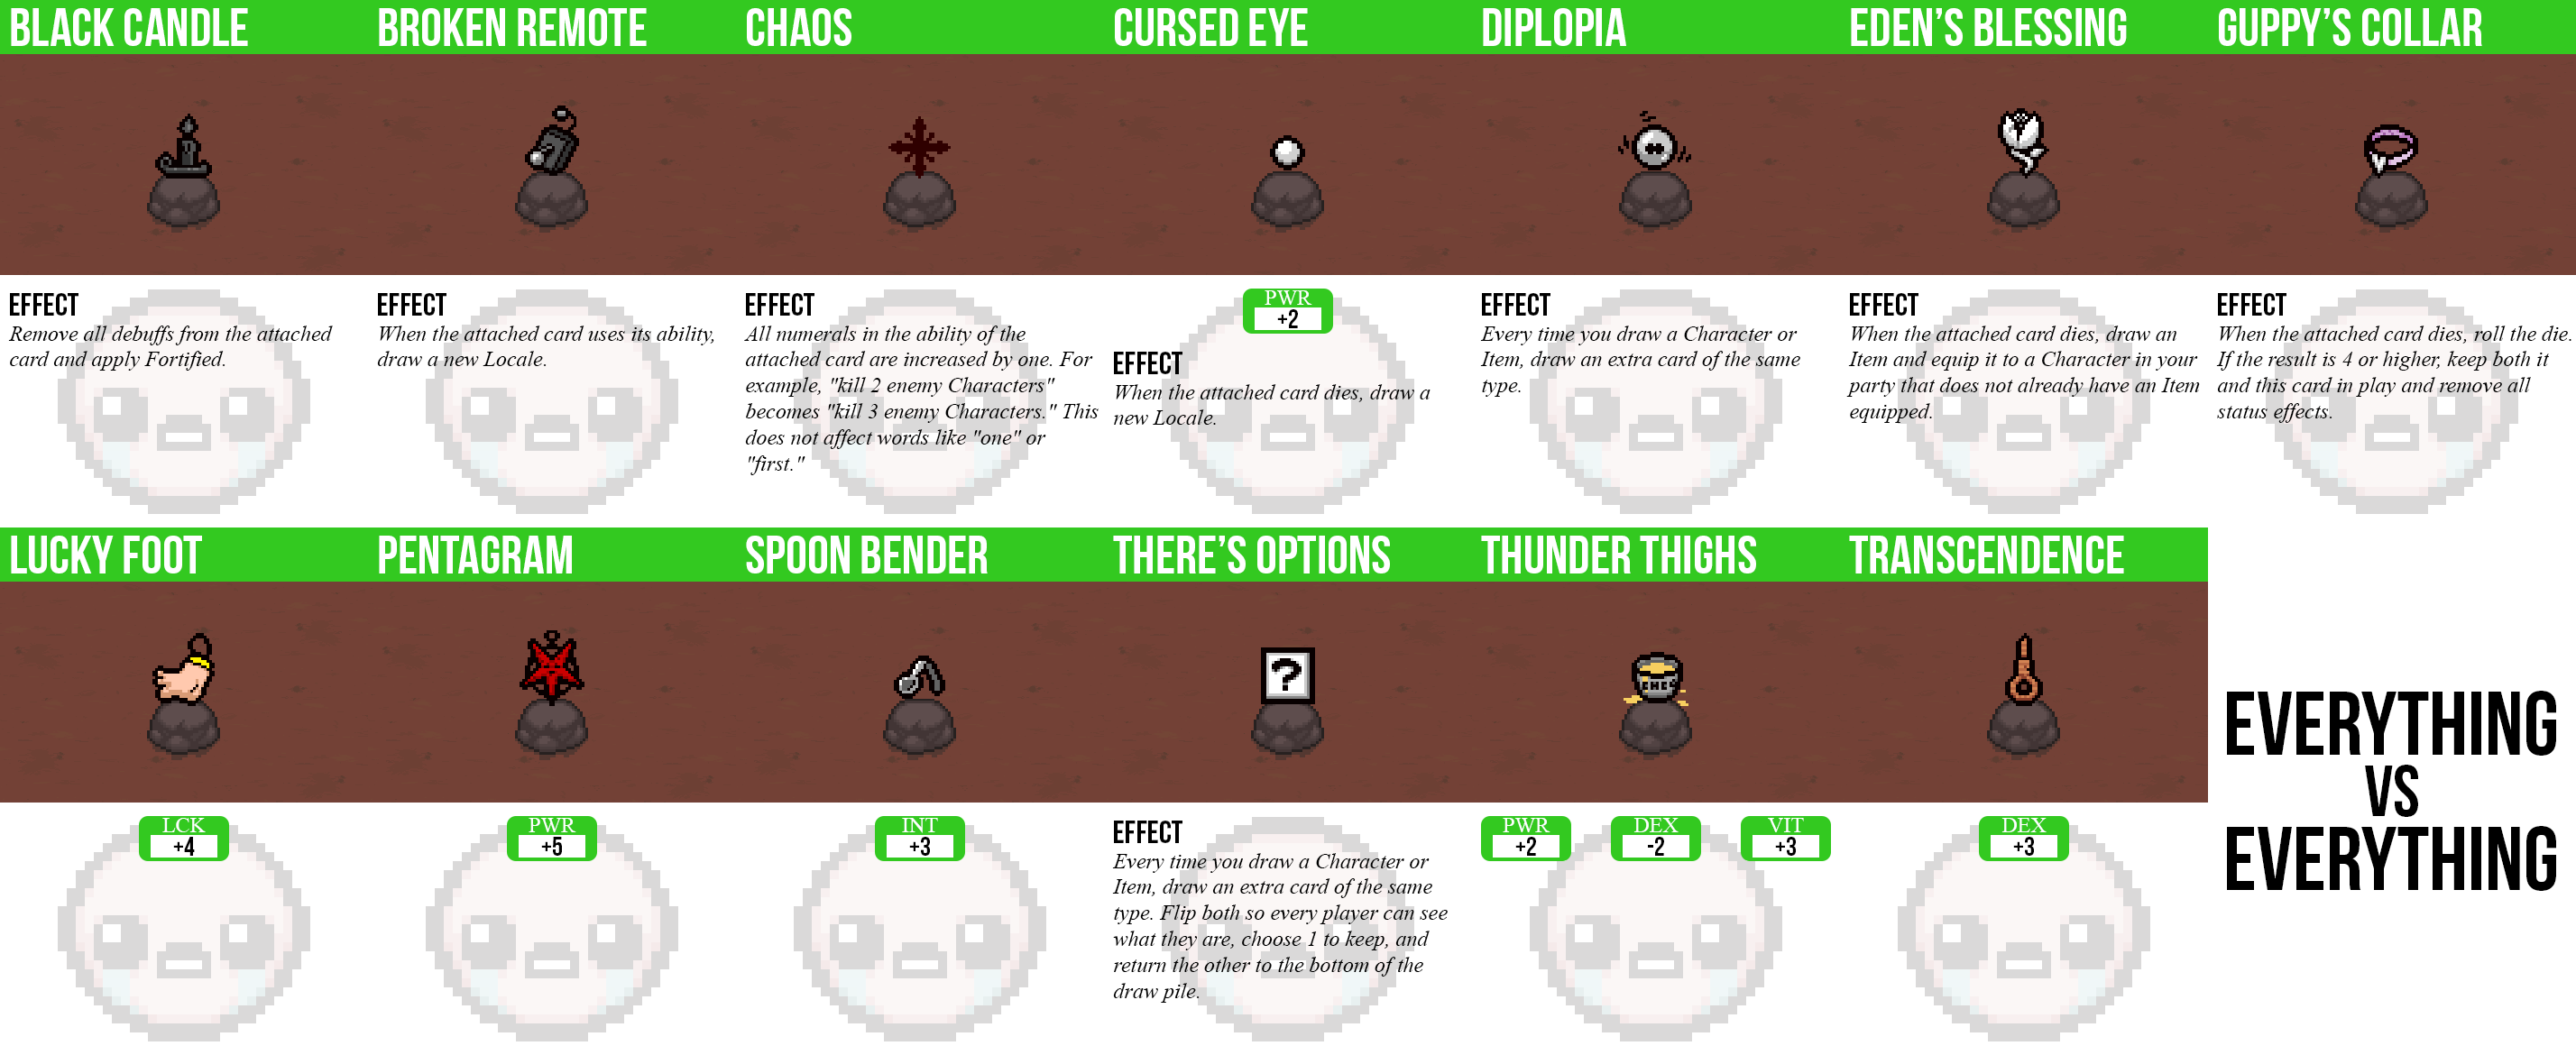 BLACK CANDLE
EFFECT
Remove all debuffs from the attached
card and apply Fortified.
BROKEN REMOTE
EFFECT
When the attached card uses its ability,
draw a new Locale.
CHAOS
EFFECT
All numerals in the ability of the
attached card are increased by one. For
example, "kill 2 enemy Characters"
becomes "kill 3 enemy Characters." This
does not affect words like "one" or
"first."
CURSED EYE
PWR
+2
EFFECT
When the attached card dies, draw a
new Locale.
DIPLOPIA
EFFECT
Every time you draw a Character or
Item, draw an extra card of the same
type.
EDEN’S BLESSING
EFFECT
When the attached card dies, draw an
Item and equip it to a Character in your
party that does not already have an Item
equipped.
GUPPY’S COLLAR
EFFECT
When the attached card dies, roll the die.
If the result is 4 or higher, keep both it
and this card in play and remove all
status effects.
LUCKY FOOT
LCK
+4
PENTAGRAM
PWR
+5
SPOON BENDER
INT
+3
THERE’S OPTIONS
?
EFFECT
Every time you draw a Character or
Item, draw an extra card of the same
type. Flip both so every player can see
what they are, choose 1 to keep, and
return the other to the bottom of the
draw pile.
THUNDER THIGHS
PWR
+2
DEX
-2
VIT
+3
TRANSCENDENCE
DEX
+3
EVERYTHING
VS
EVERYTHING